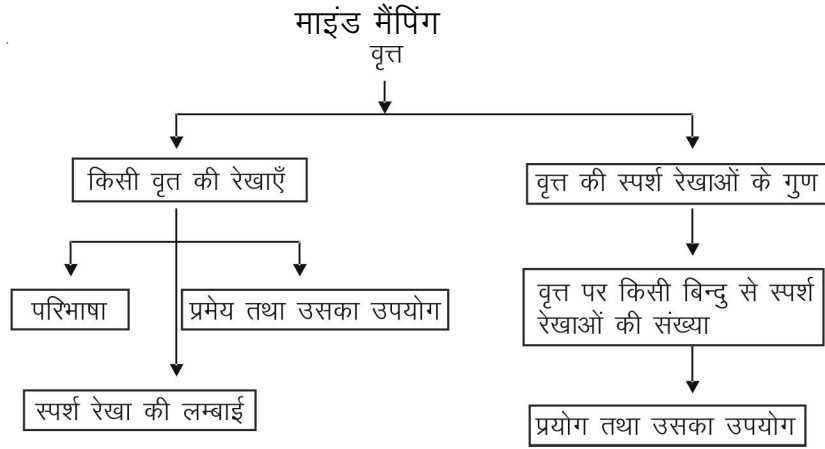 माइंड मैंपिंग
वृत्त
किसी वृत की रेखाएँ
वृत्त की स्पर्श रेखाओं के गुण
परिभाषा
प्रमेय तथा उसका उपयोग
वृत्त पर किसी बिन्दु से स्पर्श
रेखाओं की संख्या
स्पर्श रेखा की लम्बाई
प्रयोग तथा उसका उपयोग